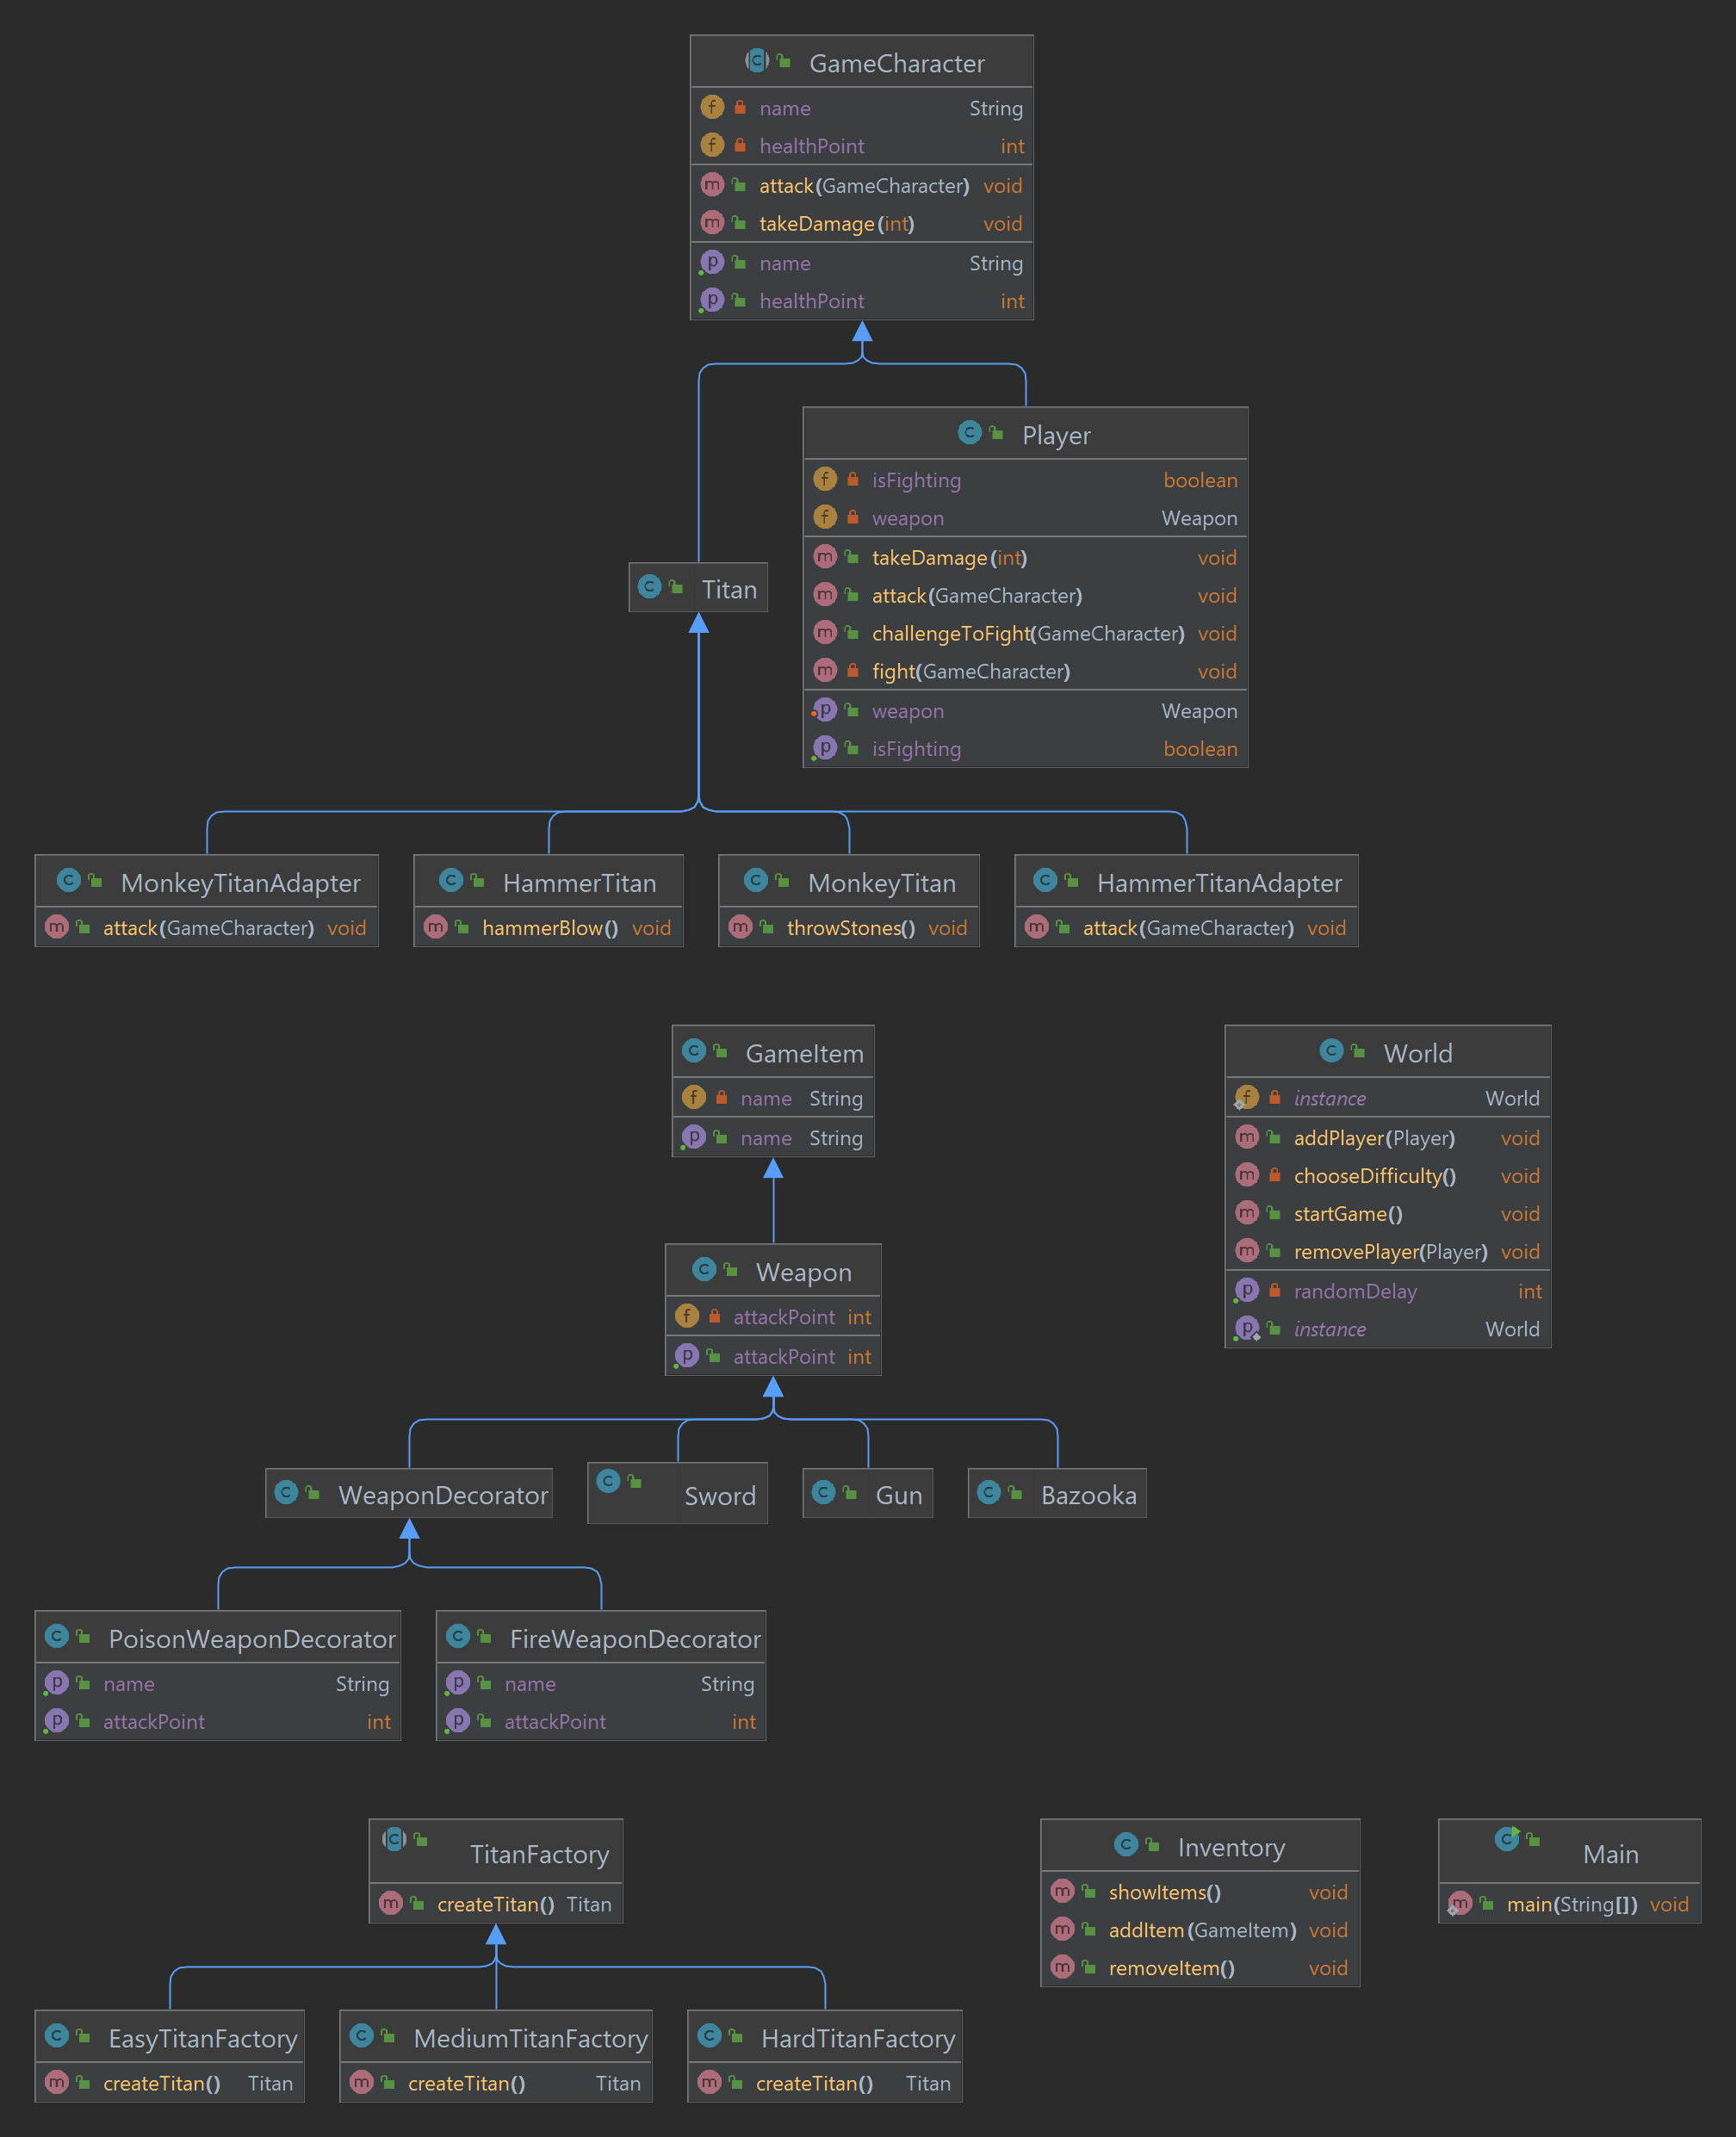 GameCharacter
name String
healthPoint int
attack(GameCharacter) void
takeDamage(int) void
name String
healthPoint int
Player
isFighting boolean
weapon Weapon
takeDamage(int) void
attack(GameCharacter) void
challengeToFight(GameCharacter) void
fight(GameCharacter) void
weapon Weapon
isFighting boolean
Titan
MonkeyTitanAdapter
attack(GameCharacter) void
HammerTitan
hammerBlow() void
MonkeyTitan
throwStones() void
HammerTitanAdapter
attack(GameCharacter) void
GameItem
name String
name String
World
instance World
addPlayer(Player) void
chooseDifficulty() void
startGame() void
removePlayer(Player) void
randomDelay int
instance World
Weapon
attackPoint int
attackPoint int
WeaponDecorator
Sword
Gun
Bazooka
PoisonWeaponDecorator
name String
attackPoint int
FireWeaponDecorator
name String
attackPoint int
TitanFactory
createTitan() Titan
Inventory
showItems() void
addItem(GameItem) void
removeItem() void
Main
main(String[]) void
EasyTitanFactory
createTitan() Titan
MediumTitanFactory
createTitan() Titan
HardTitanFactory
createTitan() Titan